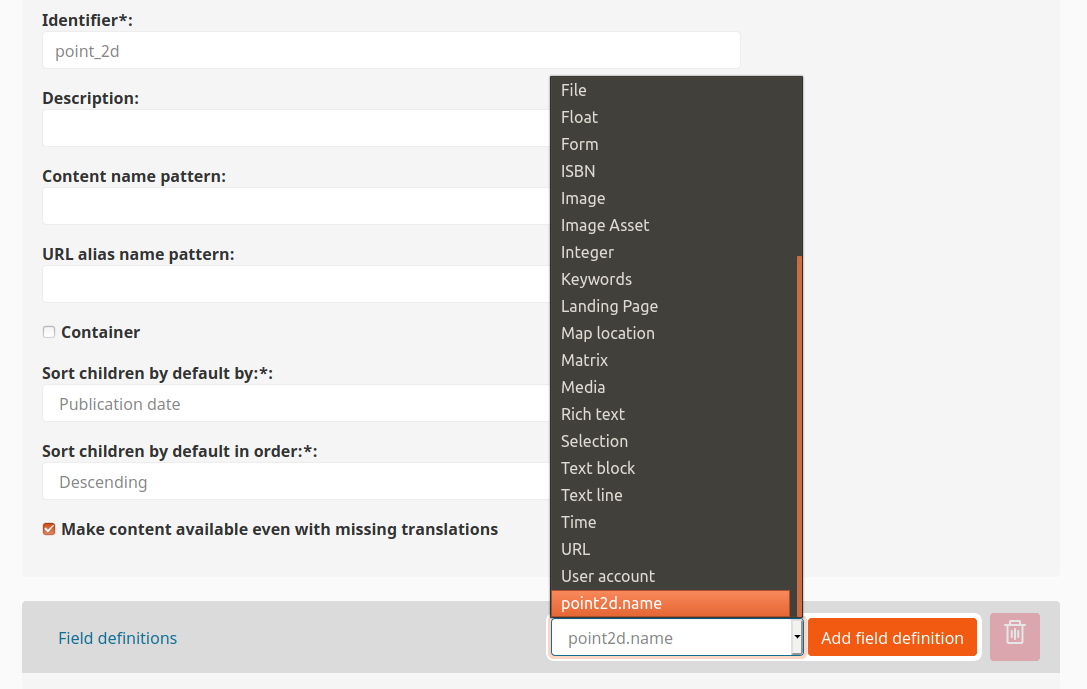 Identifier*:
point_2d
Description:
Content name pattern:
URL alias name pattern:
Container
Sort children by default by:*:
Publication date
Sort children by default in order:*:
Descending
Make content available even with missing translations
File
Float
Form
ISBN
Image
Image Asset
Integer
Keywords
Landing Page
Map location
Matrix
Media
Rich text
Selection
Text block
Text line
Time
URL
User account
point2d.name
Field definitions
point2d.name
Add field definition